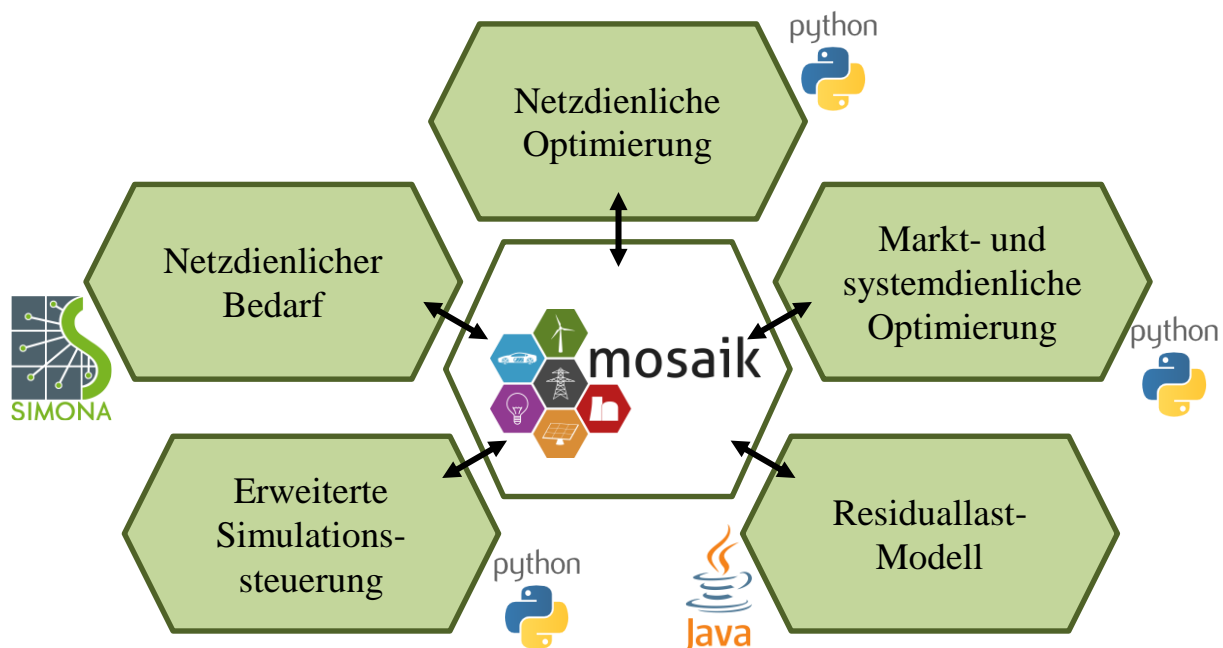 python
Netzdienliche
Optimierung
Netzdienlicher
Bedarf
SIMONA
Markt- und
systemdienliche
Optimierung
python
mosaik
Erweiterte
Simulations-
steuerung
python
Residuallast-
Modell
Java